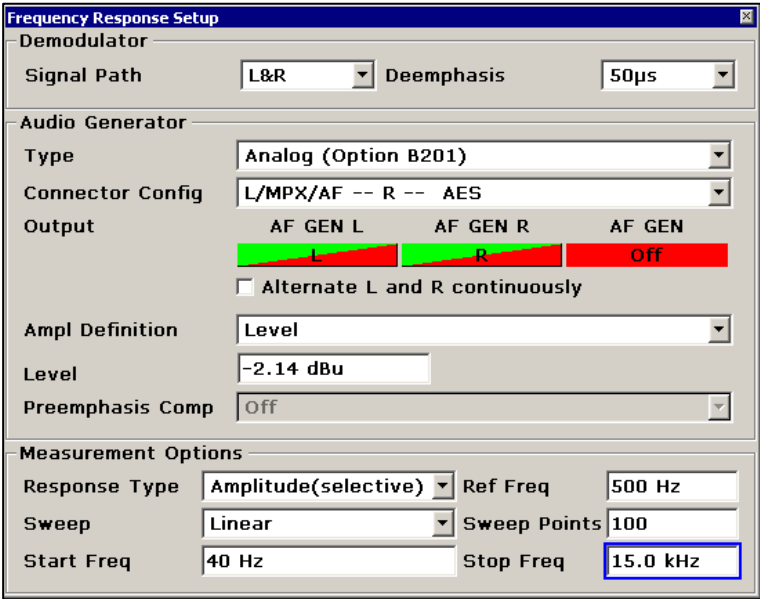 Frequency Response Setup
Demodulator
Signal Path L&R Deemphasis 50µs
Audio Generator
Type Analog (Option B201)
Connector Config L/MPX/AF -- R -- AES
Output AF GEN L AF GEN R AF GEN
L R Off
Alternate L and R continuously
Ampl Definition Level
Level -2.14 dBu
Preemphasis Comp Off
Measurement Options
Response Type Amplitude(selective) Ref Freq 500 Hz
Sweep Linear Sweep Points 100
Start Freq 40 Hz Stop Freq 15.0 kHz